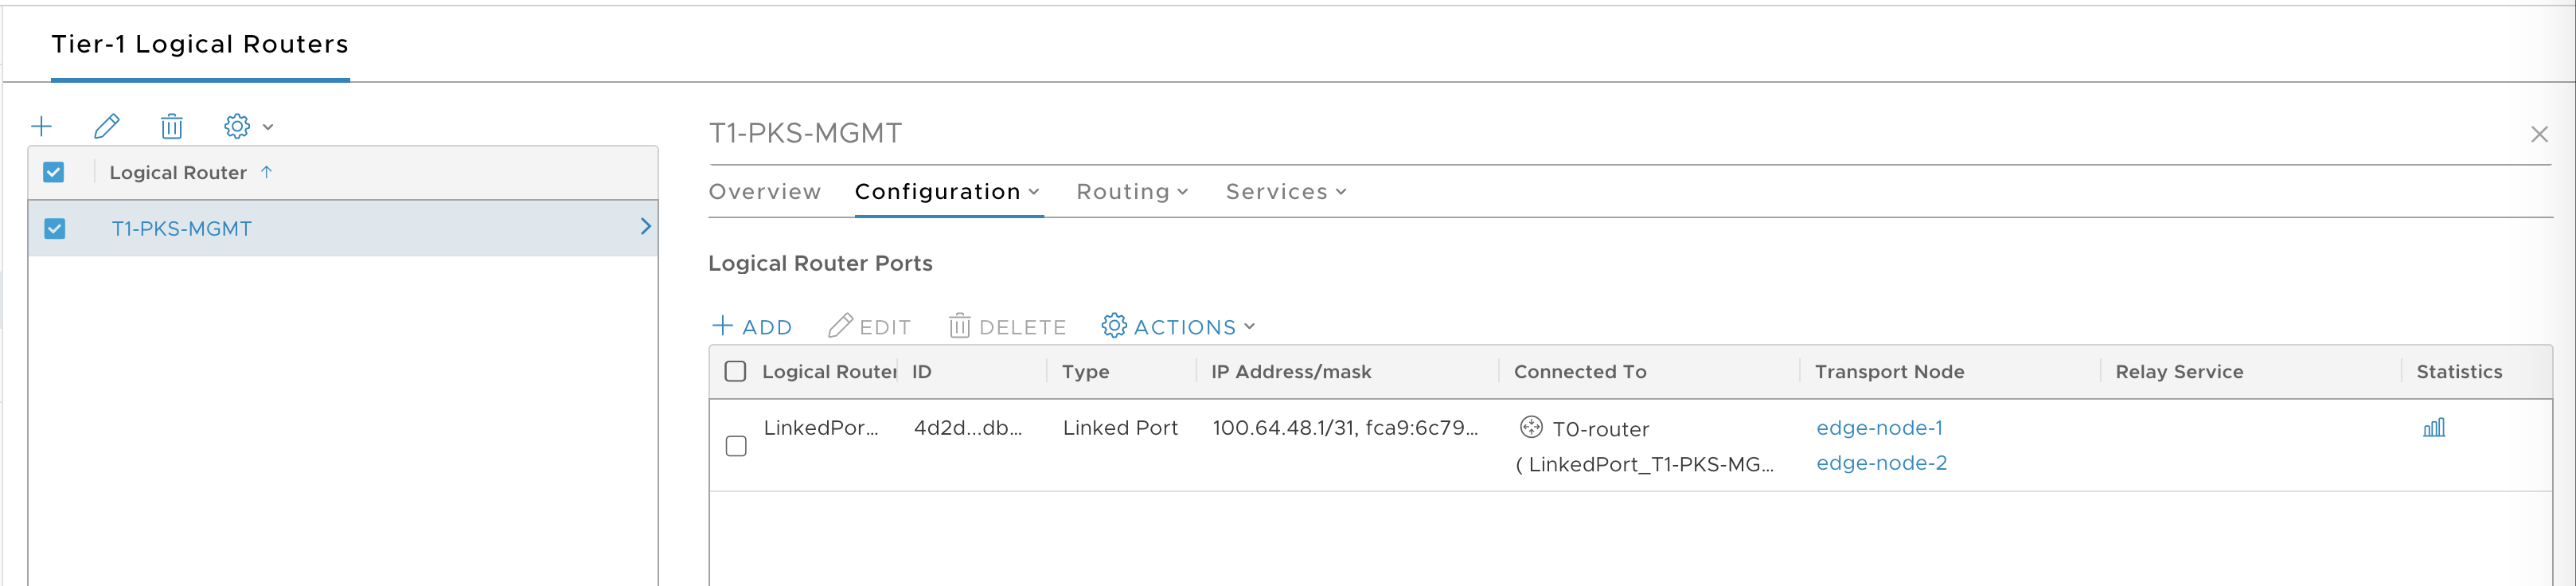 Tier-1 Logical Routers
Logical Router
T1-PKS-MGMT
T1-PKS-MGMT
Overview Configuration Routing Services
Logical Router Ports
ADD EDIT DELETE ACTIONS
Logical Router ID Type IP Address/mask Connected To Transport Node Relay Service Statistics
LinkedPor... 4d2d...db... Linked Port 100.64.48.1/31, fca9:6c79... T0-router edge-node-1
( LinkedPort_T1-PKS-MG... edge-node-2